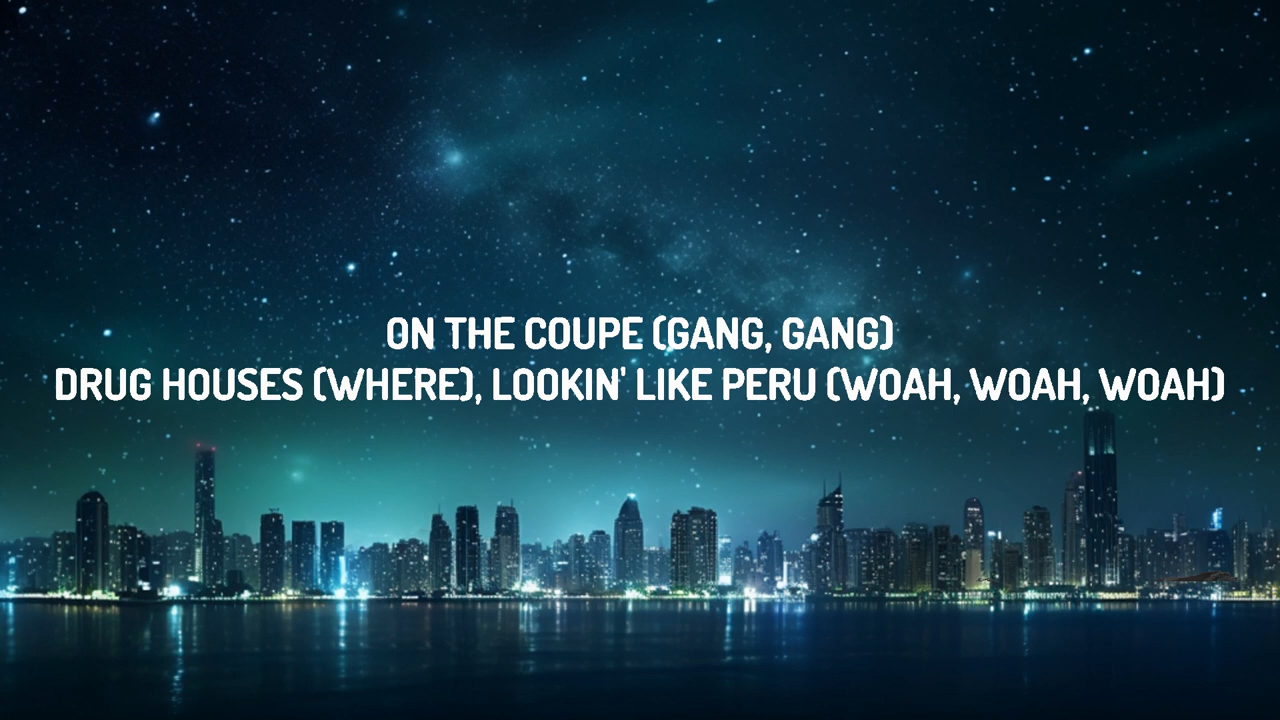 ON THE COUPE (GANG, GANG)
DRUG HOUSES (WHERE), LOOKIN' LIKE PERU (WOAH, WOAH, WOAH)